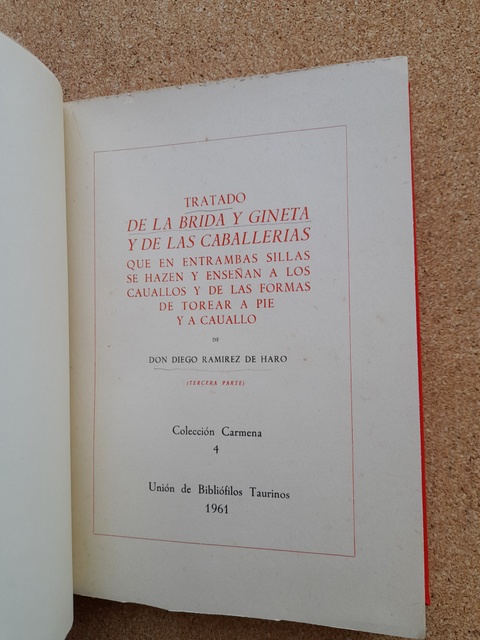 TRATADO
DE LA BRIDA Y GINETA
Y DE LAS CABALLERIAS
QUE EN ENTRAMBAS SILLAS
SE HAZEN Y ENSEÑAN A LOS
CAUALLOS Y DE LAS FORMAS
DE TOREAR A PIE
Y A CAUALLO
DE
DON DIEGO RAMIREZ DE HARO
(TERCERA PARTE)
Colección Carmena
4
Unión de Bibliófilos Taurinos
1961